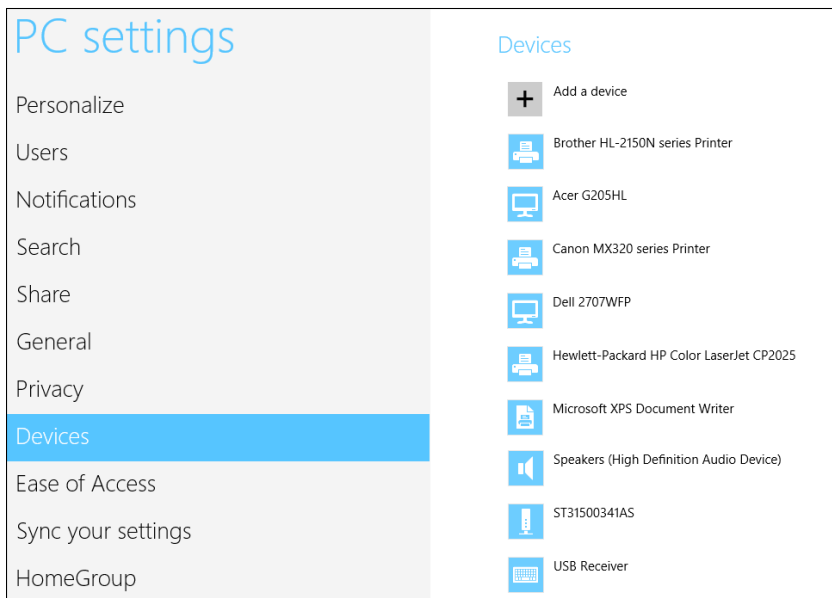 PC settings
Personalize
Users
Notifications
Search
Share
General
Privacy
Devices
Ease of Access
Sync your settings
HomeGroup
Devices
Add a device
Brother HL-2150N series Printer
Acer G205HL
Canon MX320 series Printer
Dell 2707WFP
Hewlett-Packard HP Color LaserJet CP2025
Microsoft XPS Document Writer
Speakers (High Definition Audio Device)
ST31500341AS
USB Receiver